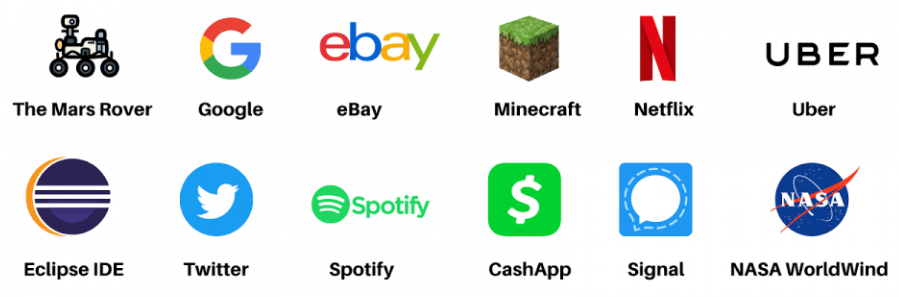 ebay
UBER
The Mars Rover
Google
eBay
Minecraft
Netflix
Uber
Spotify
NASA
Eclipse IDE
Twitter
Spotify
CashApp
Signal
NASA WorldWind